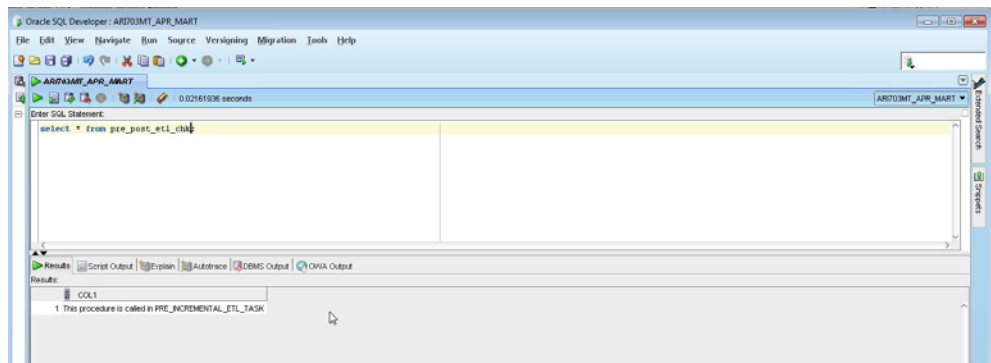 Oracle SQL Developer : ARI703MT_APR_MART
File Edit View Navigate Run Source Versioning Migration Tools Help
ARI703MT_APR_MART
0.02161936 seconds
ARI703MT_APR_MART
Enter SQL Statement:
select * from pre_post_etl_chk;
Results Script Output Explain Autotrace DBMS Output OWA Output
Results:
COL1
1 This procedure is called in PRE_INCREMENTAL_ETL_TASK
Extended Search
Snippets